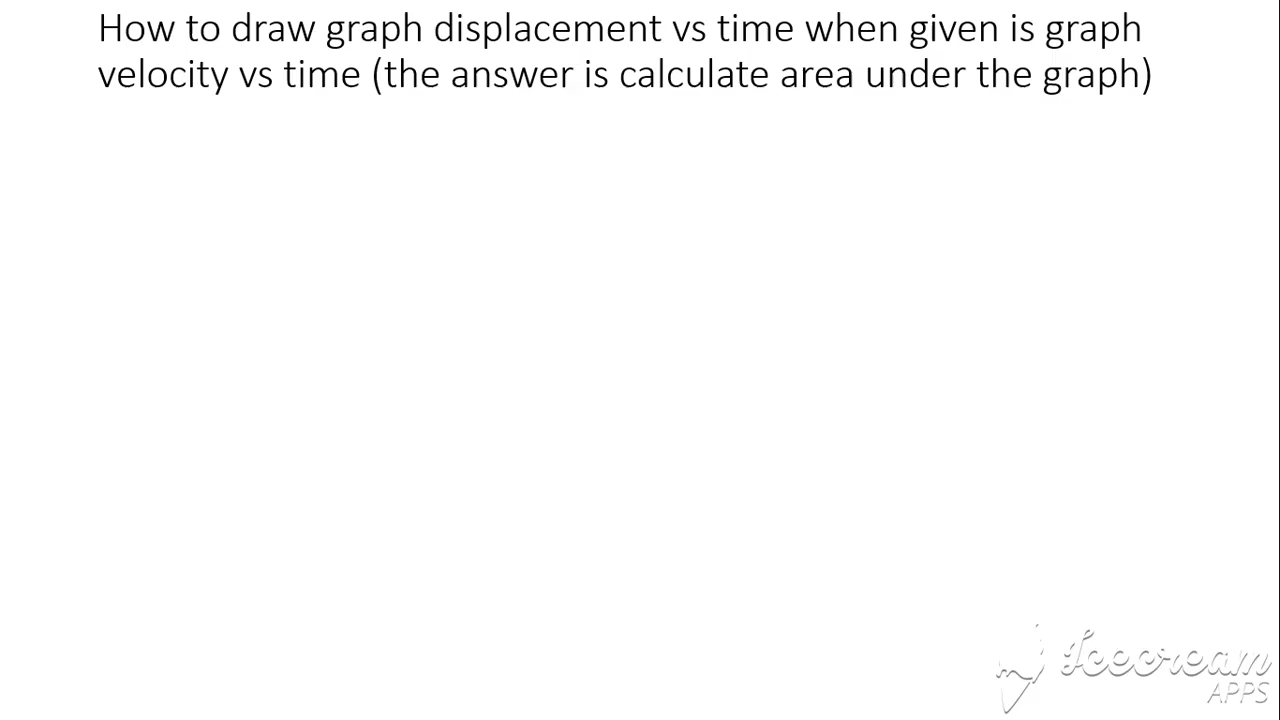 How to draw graph displacement vs time when given is graph
velocity vs time (the answer is calculate area under the graph)
Icecream
APPS